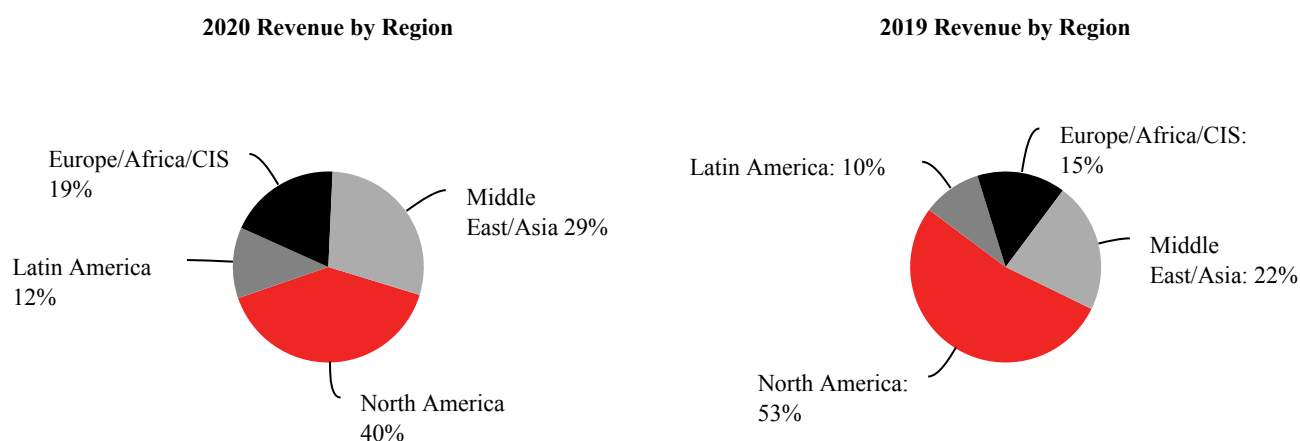 2020 Revenue by Region
Europe/Africa/CIS
19%
Middle
East/Asia 29%
Latin America
12%
North America
40%
2019 Revenue by Region
Latin America: 10%
Europe/Africa/CIS:
15%
Middle
East/Asia: 22%
North America:
53%